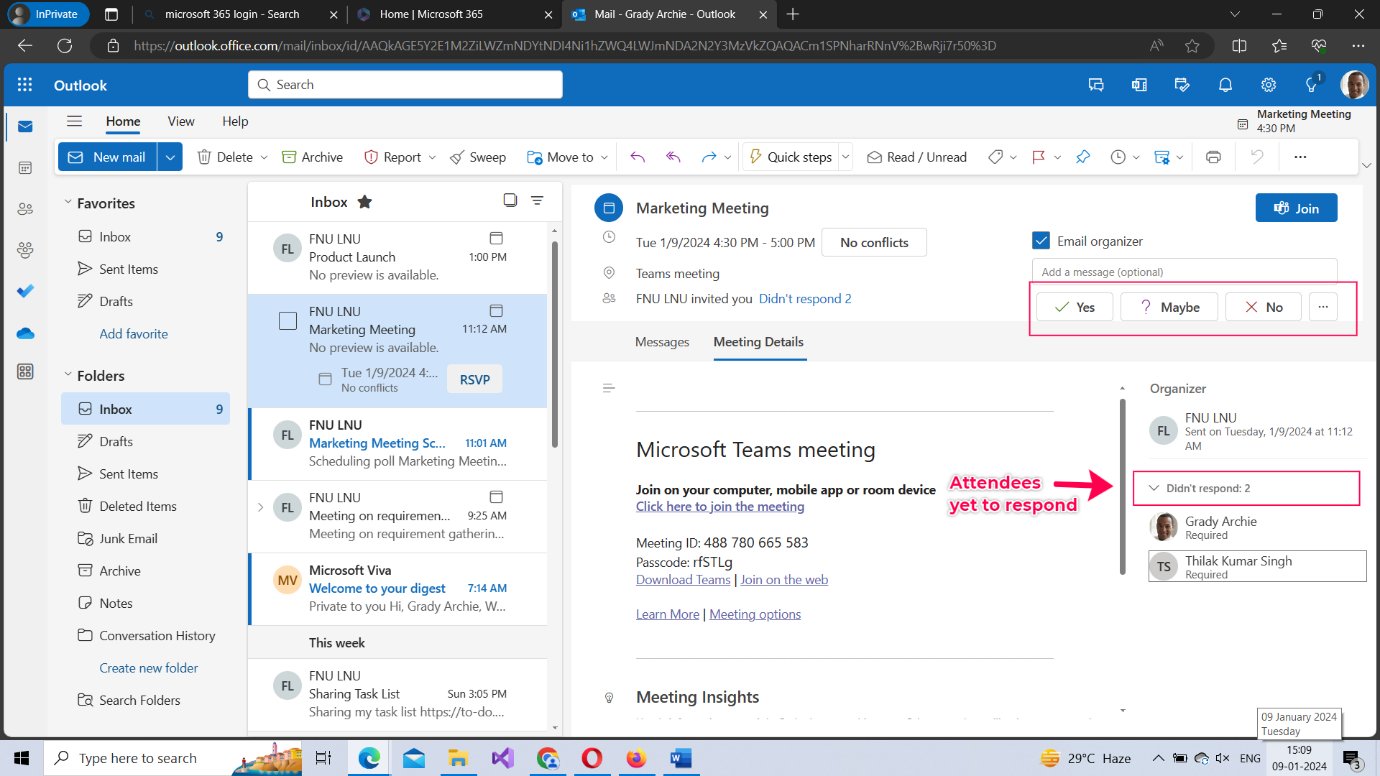 InPrivate
microsoft 365 login - Search
Home | Microsoft 365
Mail - Grady Archie - Outlook
https://outlook.office.com/mail/inbox/id/AAQkAGE5Y2E1M2ZiLWZmNDYtNDI4Ni1hZWQ4LWJmNDA2N2Y3MzVkZQAQACm1SPNharRNnV%2BwRji7r50%3D
Outlook
Search
1
Home View Help
Marketing Meeting
4:30 PM
New mail Delete Archive Report Sweep Move to Quick steps Read / Unread
Favorites
Inbox 9
Sent Items
Drafts
Add favorite
Folders
Inbox 9
Drafts
Sent Items
Deleted Items
Junk Email
Archive
Notes
Conversation History
Create new folder
Search Folders
Inbox
FL
FNU LNU
Product Launch 1:00 PM
No preview is available.
FNU LNU
Marketing Meeting 11:12 AM
No preview is available.
Tue 1/9/2024 4:...
No conflicts
RSVP
FL
FNU LNU
Marketing Meeting Sc... 11:01 AM
Scheduling poll Marketing Meetin...
FL
FNU LNU
Meeting on requiremen... 9:25 AM
Meeting on requirement gatherin...
MV
Microsoft Viva
Welcome to your digest 7:14 AM
Private to you Hi, Grady Archie, W...
This week
FL
FNU LNU
Sharing Task List Sun 3:05 PM
Sharing my task list https://to-do....
Marketing Meeting
Join
Tue 1/9/2024 4:30 PM - 5:00 PM No conflicts
Email organizer
Teams meeting
Add a message (optional)
FNU LNU invited you Didn't respond 2
Yes Maybe No
Messages Meeting Details
Microsoft Teams meeting
Join on your computer, mobile app or room device
Click here to join the meeting
Meeting ID: 488 780 665 583
Passcode: rfSTLg
Download Teams | Join on the web
Learn More | Meeting options
Meeting Insights
Attendees
yet to respond
Organizer
FL
FNU LNU
Sent on Tuesday, 1/9/2024 at 11:12
AM
Didn't respond: 2
Grady Archie
Required
TS
Thilak Kumar Singh
Required
09 January 2024
Tuesday
Type here to search
29°C Haze
ENG
15:09
09-01-2024
3